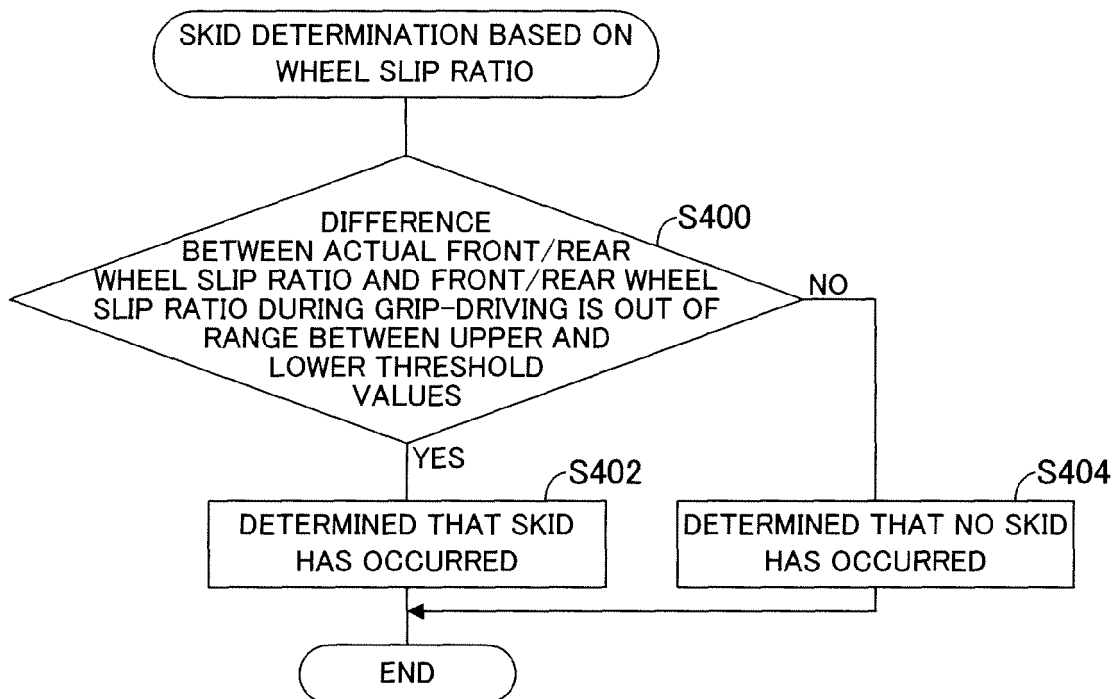 SKID DETERMINATION BASED ON
WHEEL SLIP RATIO
DIFFERENCE
BETWEEN ACTUAL FRONT/REAR
WHEEL SLIP RATIO AND FRONT/REAR WHEEL
SLIP RATIO DURING GRIP-DRIVING IS OUT OF
RANGE BETWEEN UPPER AND
LOWER THRESHOLD
VALUES
S400
NO
YES
S402
DETERMINED THAT SKID
HAS OCCURRED
S404
DETERMINED THAT NO SKID
HAS OCCURRED
END